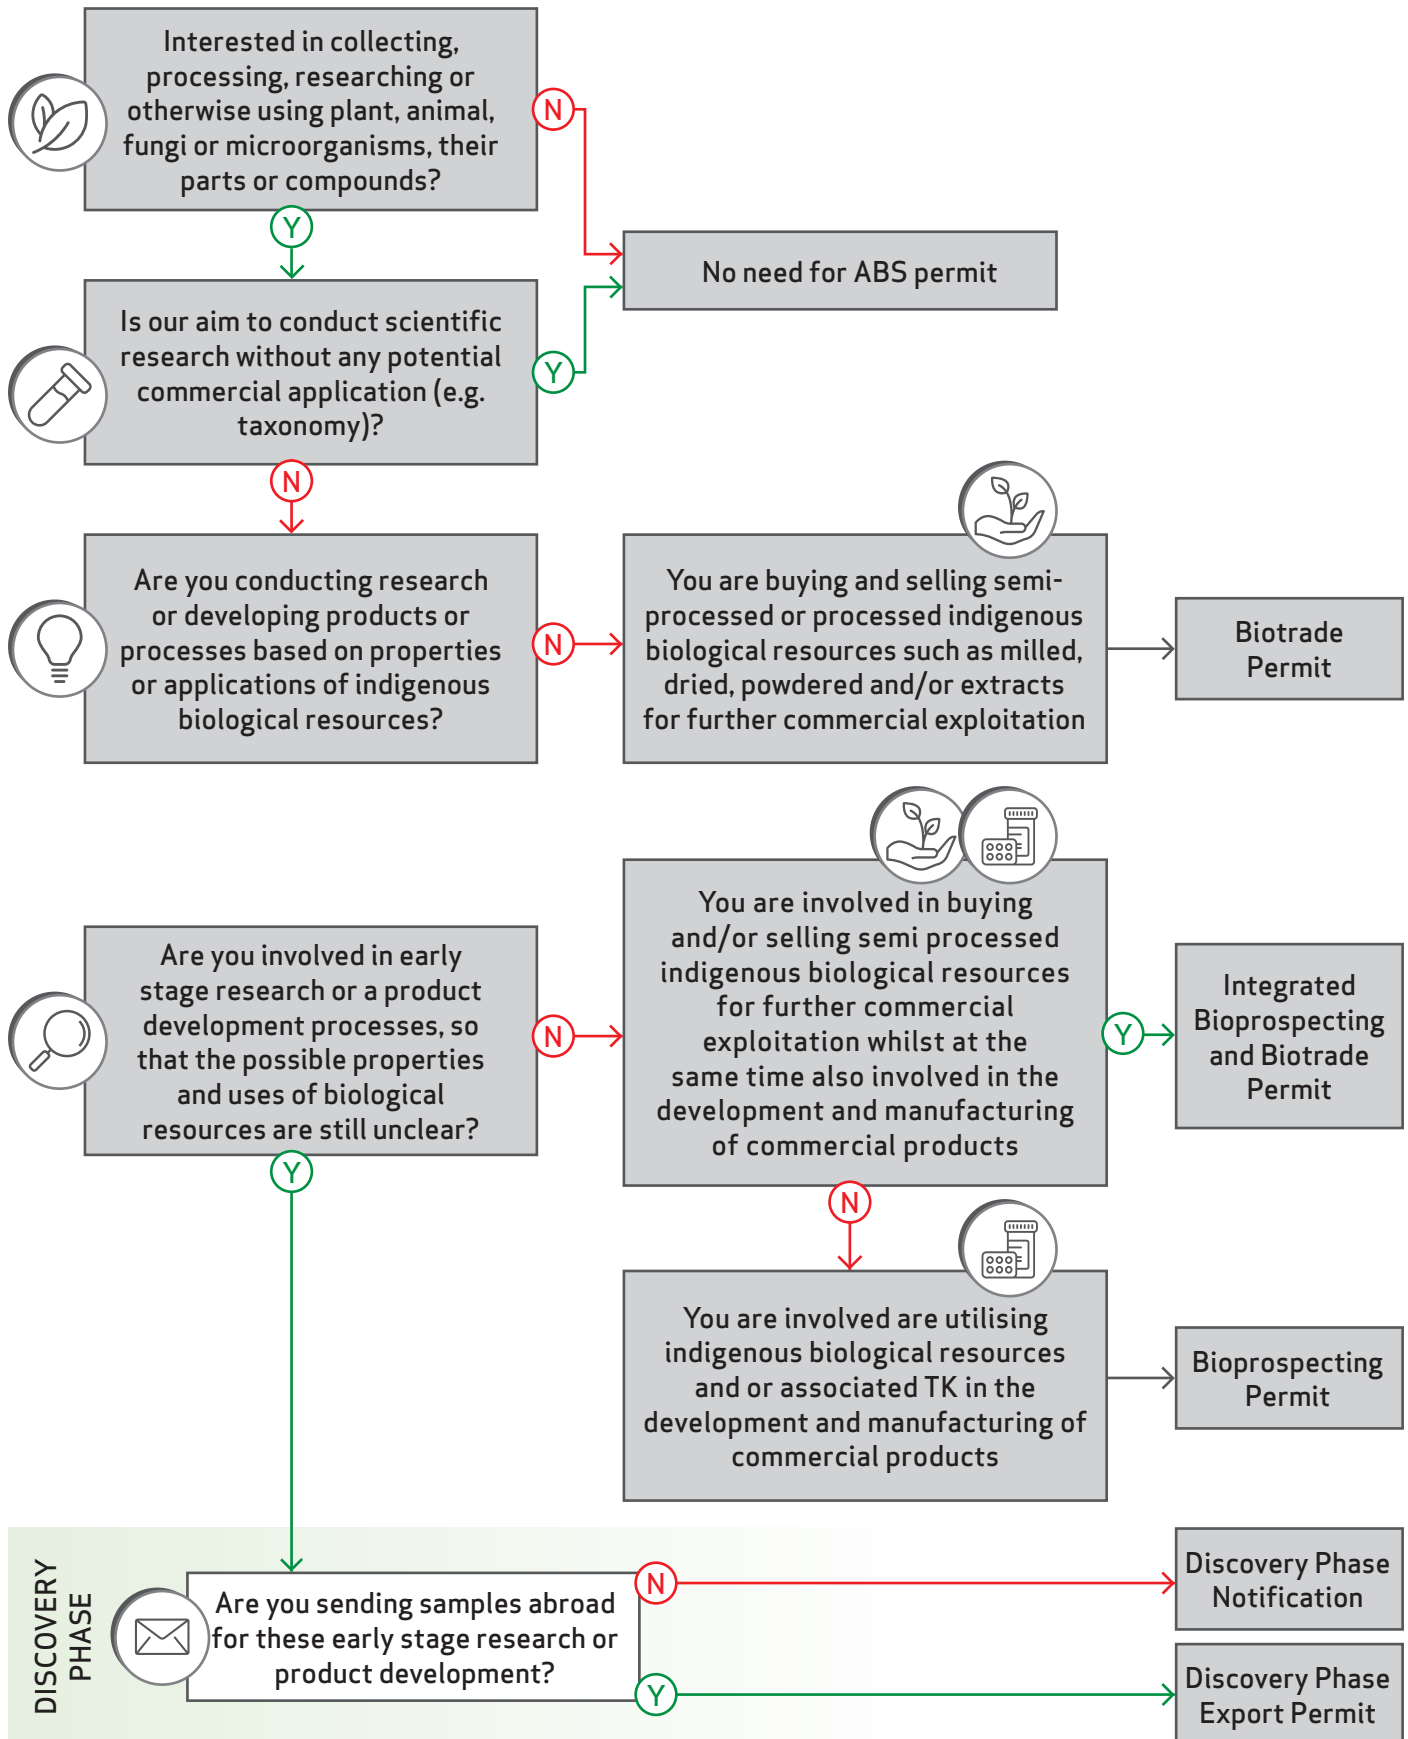 Interested in collecting,
processing, researching or
otherwise using plant, animal,
fungi or microorganisms, their
parts or compounds?
N
Y
No need for ABS permit
Is our aim to conduct scientific
research without any potential
commercial application (e.g.
taxonomy)?
Y
N
Are you conducting research
or developing products or
processes based on properties
or applications of indigenous
biological resources?
N
You are buying and selling semi-
processed or processed indigenous
biological resources such as milled,
dried, powdered and/or extracts
for further commercial exploitation
Biotrade
Permit
Are you involved in early
stage research or a product
development processes, so
that the possible properties
and uses of biological
resources are still unclear?
N
Y
You are involved in buying
and/or selling semi processed
indigenous biological resources
for further commercial
exploitation whilst at the
same time also involved in the
development and manufacturing
of commercial products
Y
Integrated
Bioprospecting
and Biotrade
Permit
N
You are involved are utilising
indigenous biological resources
and or associated TK in the
development and manufacturing of
commercial products
Bioprospecting
Permit
DISCOVERY
PHASE
Are you sending samples abroad
for these early stage research or
product development?
N
Discovery Phase
Notification
Y
Discovery Phase
Export Permit